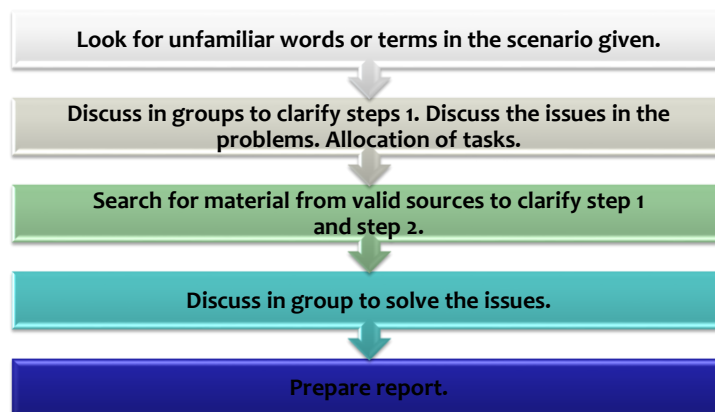 Look for unfamiliar words or terms in the scenario given.
Discuss in groups to clarify steps 1. Discuss the issues in the
problems. Allocation of tasks.
Search for material from valid sources to clarify step 1
and step 2.
Discuss in group to solve the issues.
Prepare report.